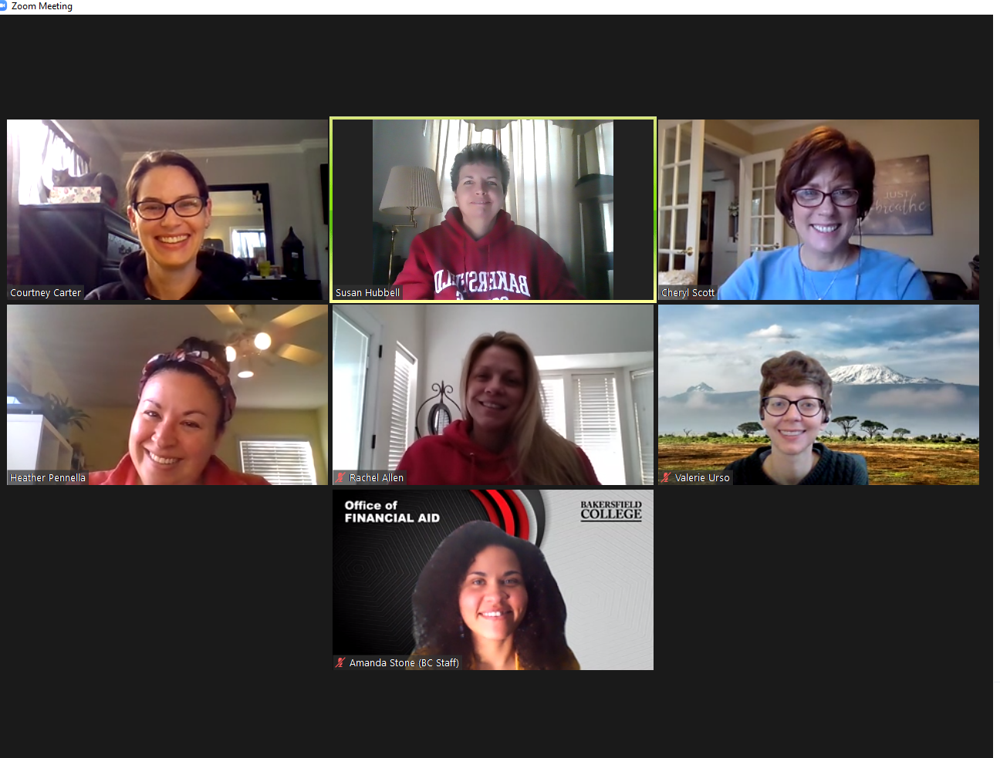 Zoom Meeting
Courtney Carter
BAKERSFIELD
Susan Hubbell
JUST
breathe
Cheryl Scott
Heather Pennella
Rachel Allen
Valerie Urso
Office of
FINANCIAL AID
BAKERSFIELD
COLLEGE
Amanda Stone (BC Staff)